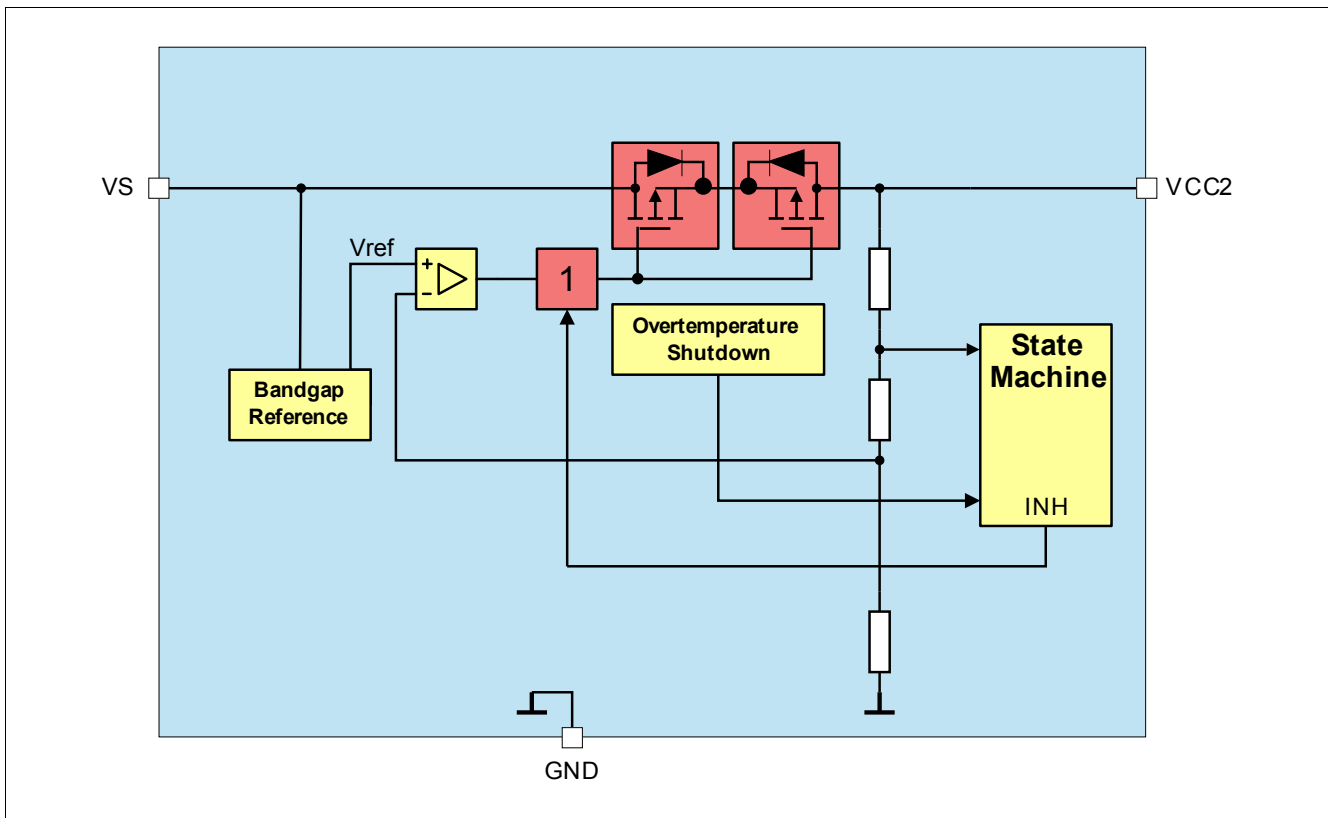 VS
VCC2
Vref
+
-
1
Overtemperature
Shutdown
State
Machine
Bandgap
Reference
INH
GND